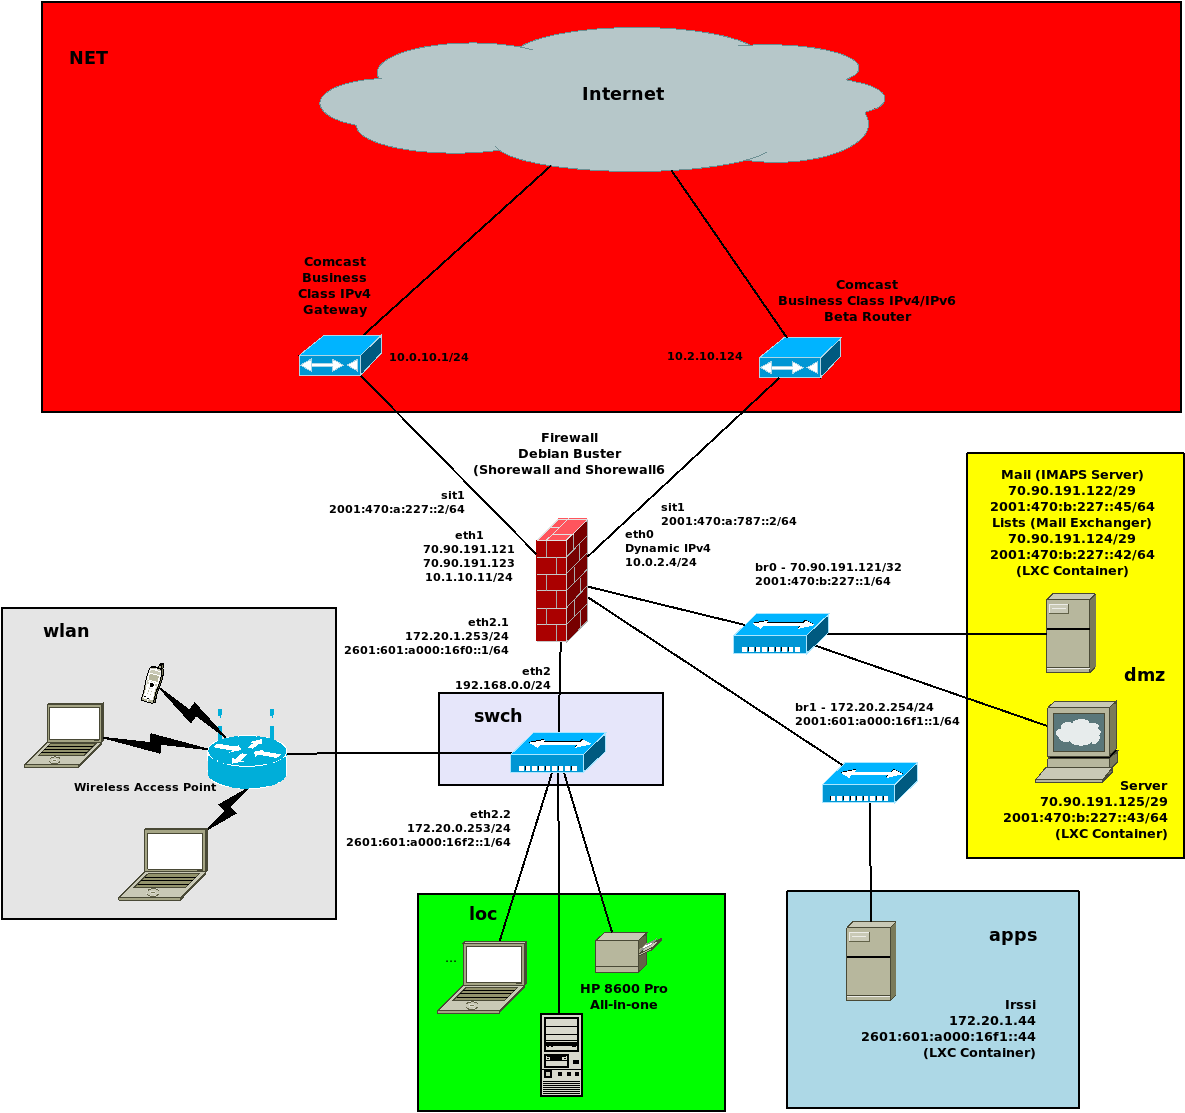 NET
Internet
Comcast
Business
Class IPv4
Gateway
Comcast
Business Class IPv4/IPv6
Beta Router
10.0.10.1/24
10.2.10.124
Firewall
Debian Buster
(Shorewall and Shorewall6
sit1
2001:470:a:227::2/64
eth1
70.90.191.121
70.90.191.123
10.1.10.11/24
sit1
2001:470:a:787::2/64
eth0
Dynamic IPv4
10.0.2.4/24
br0 - 70.90.191.121/32
2001:470:b:227::1/64
Mail (IMAPS Server)
70.90.191.122/29
2001:470:b:227::45/64
Lists (Mail Exchanger)
70.90.191.124/29
2001:470:b:227::42/64
(LXC Container)
dmz
Server
70.90.191.125/29
2001:470:b:227::43/64
(LXC Container)
wlan
Wireless Access Point
eth2.1
172.20.1.253/24
2601:601:a000:16f0::1/64
eth2
192.168.0.0/24
swch
br1 - 172.20.2.254/24
2001:601:a000:16f1::1/64
eth2.2
172.20.0.253/24
2601:601:a000:16f2::1/64
loc
...
HP 8600 Pro
All-in-one
apps
Irssi
172.20.1.44
2601:601:a000:16f1::44
(LXC Container)